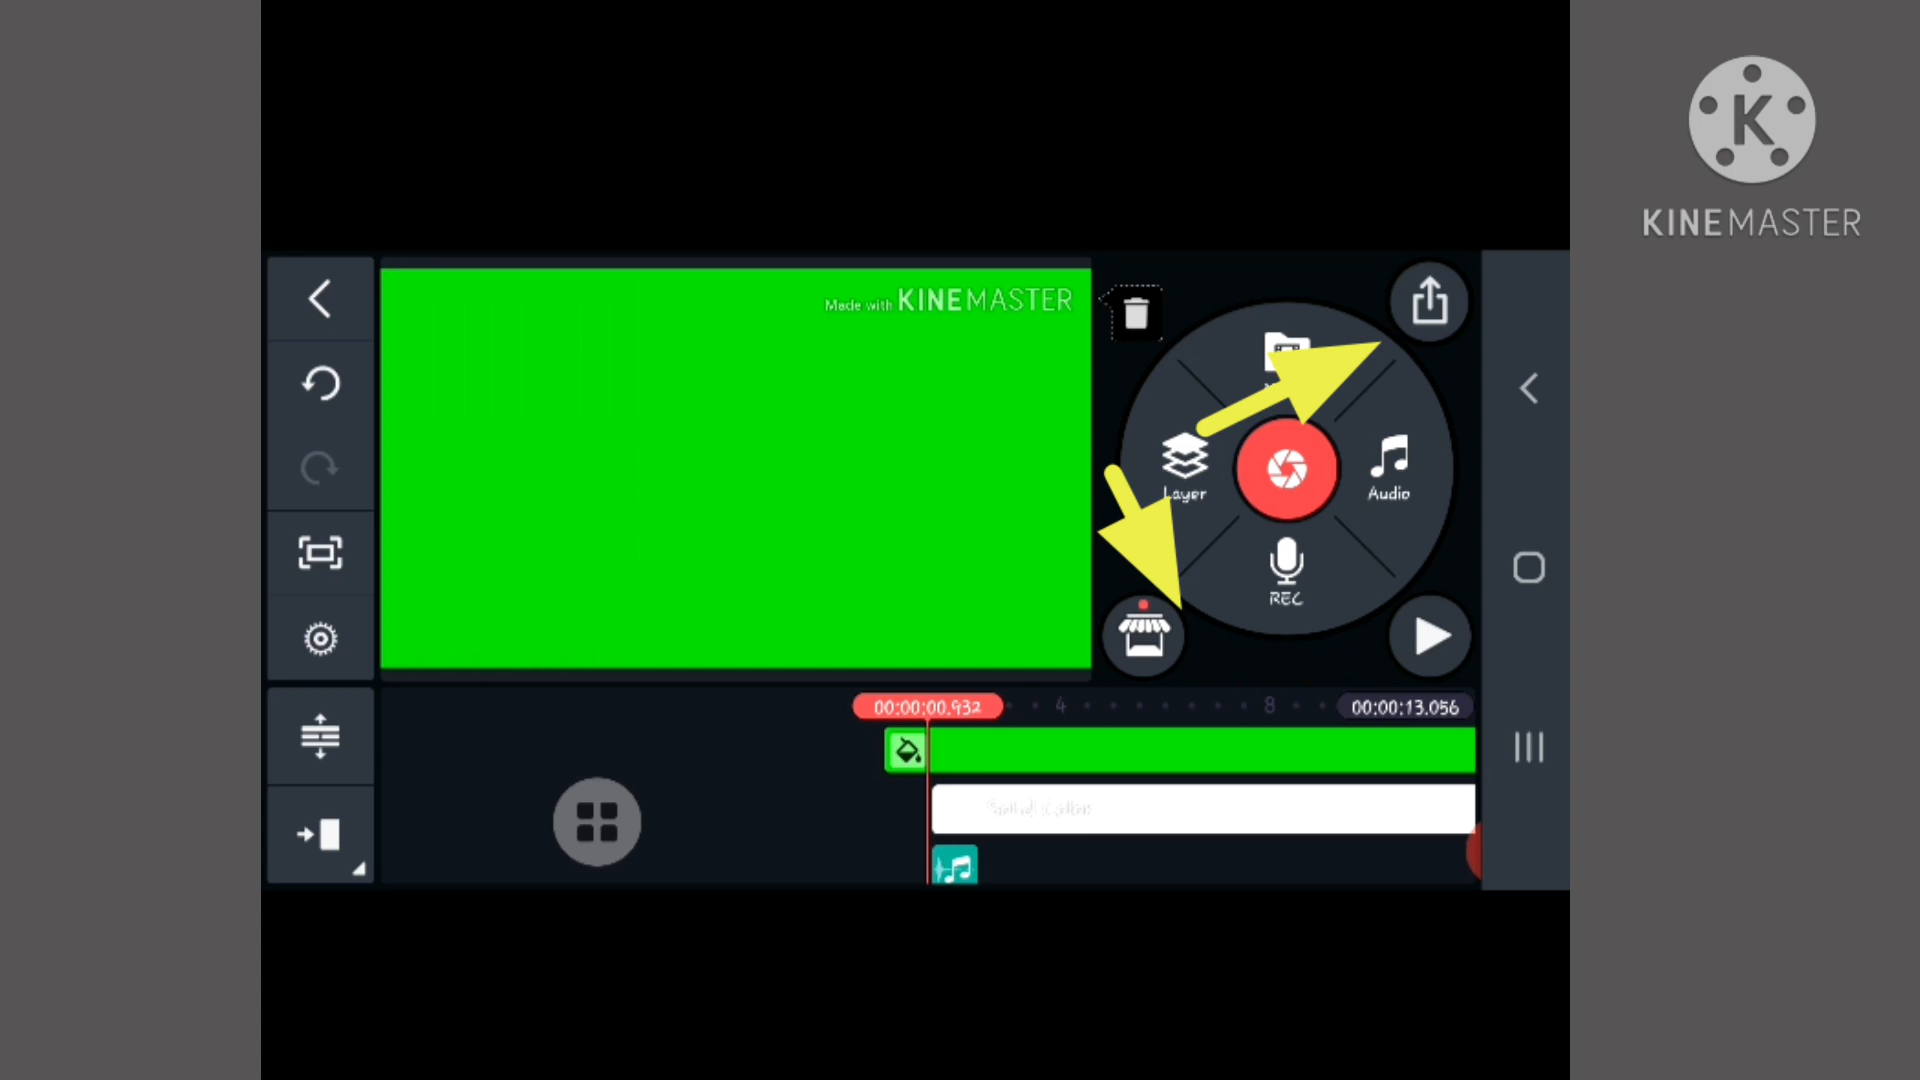 K
KINEMASTER
Made with KINEMASTER
Layer
Audio
REC
00:00:00.932
4
8
00:00:13.056